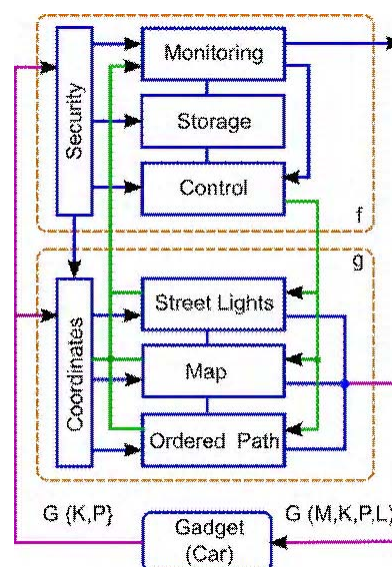 Security
Monitoring
Storage
Control
f
g
Coordinates
Street Lights
Map
Ordered Path
G {K,P}
G {M,K,P,L}
Gadget
(Car)